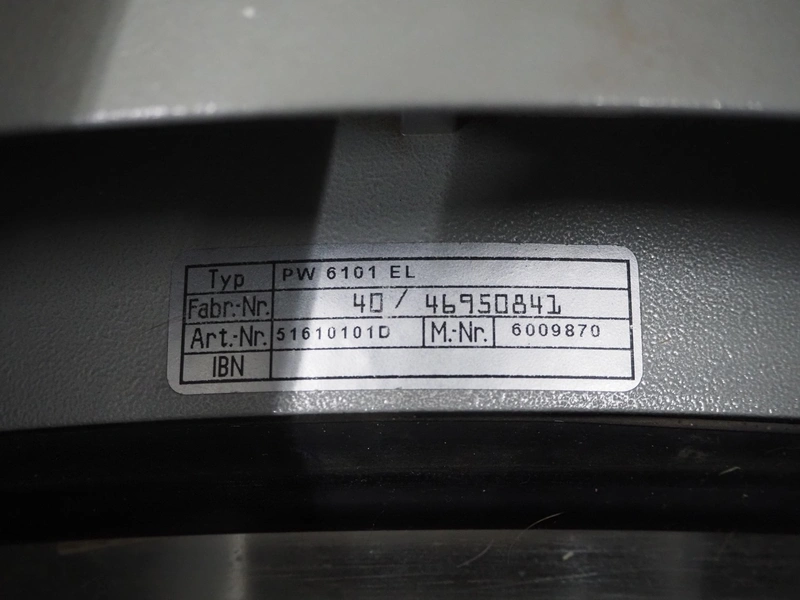 Typ PW 6101 EL
Fabr.-Nr. 40 / 46950841
Art.-Nr. 51610101D M.-Nr. 6009870
IBN